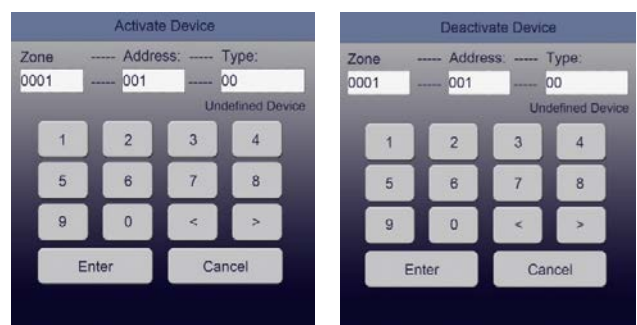 Activate Device
Zone ----- Address: ----- Type:
0001 ----- 001 ----- 00
Undefined Device
1 2 3 4
5 6 7 8
9 0 < >
Enter Cancel
Deactivate Device
Zone ---- Address: ---- Type:
0001 ----- 001 ----- 00
Undefined Device
1 2 3 4
5 6 7 8
9 0 < >
Enter Cancel